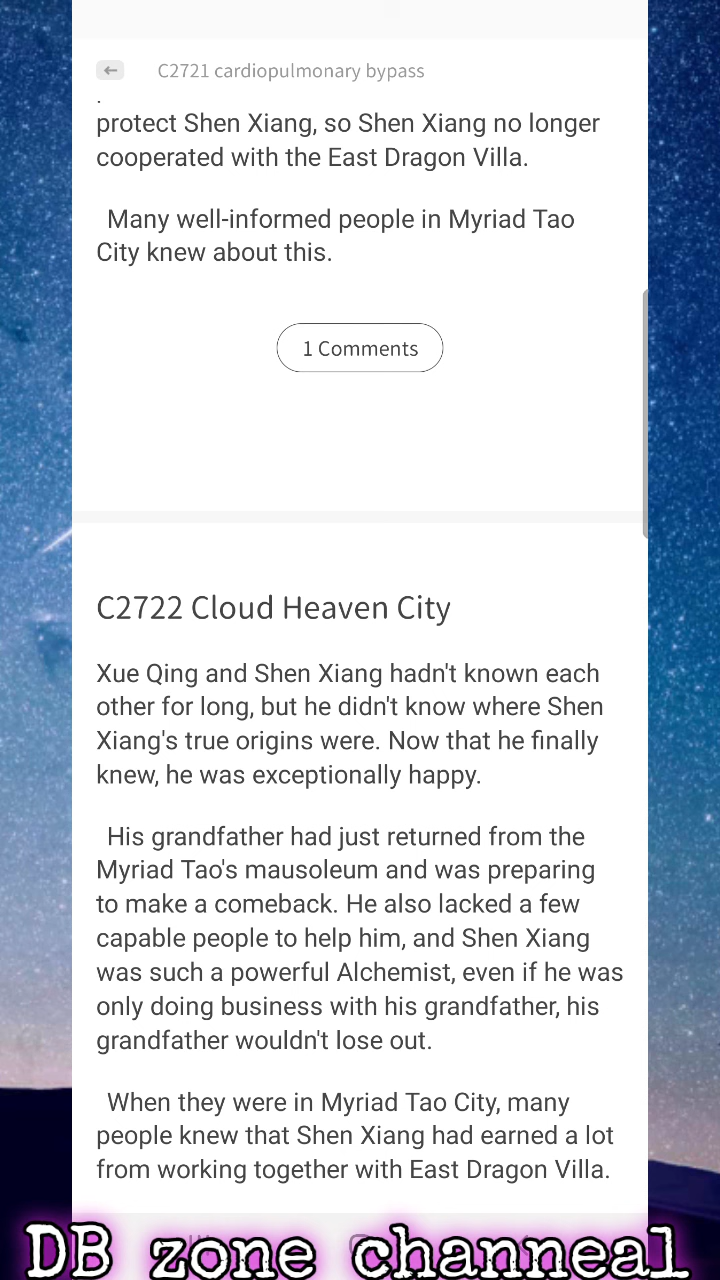 C2721 cardiopulmonary bypass
.
protect Shen Xiang, so Shen Xiang no longer
cooperated with the East Dragon Villa.
Many well-informed people in Myriad Tao
City knew about this.
1 Comments
C2722 Cloud Heaven City
Xue Qing and Shen Xiang hadn't known each
other for long, but he didn't know where Shen
Xiang's true origins were. Now that he finally
knew, he was exceptionally happy.
His grandfather had just returned from the
Myriad Tao's mausoleum and was preparing
to make a comeback. He also lacked a few
capable people to help him, and Shen Xiang
was such a powerful Alchemist, even if he was
only doing business with his grandfather, his
grandfather wouldn't lose out.
When they were in Myriad Tao City, many
people knew that Shen Xiang had earned a lot
from working together with East Dragon Villa.
DB zone channeal